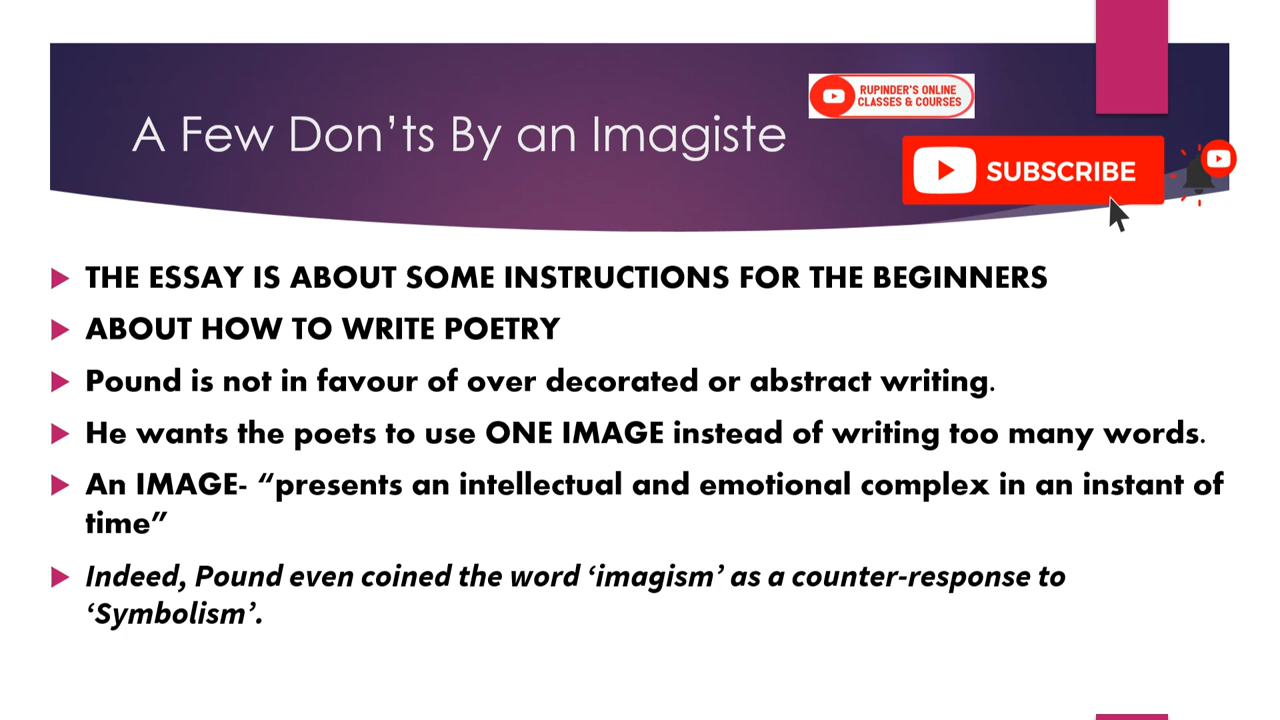 A Few Don’ts By an Imagiste
RUPINDER'S ONLINE
CLASSES & COURSES
SUBSCRIBE
THE ESSAY IS ABOUT SOME INSTRUCTIONS FOR THE BEGINNERS
ABOUT HOW TO WRITE POETRY
Pound is not in favour of over decorated or abstract writing.
He wants the poets to use ONE IMAGE instead of writing too many words.
An IMAGE- “presents an intellectual and emotional complex in an instant of
time”
Indeed, Pound even coined the word ‘imagism’ as a counter-response to
‘Symbolism’.